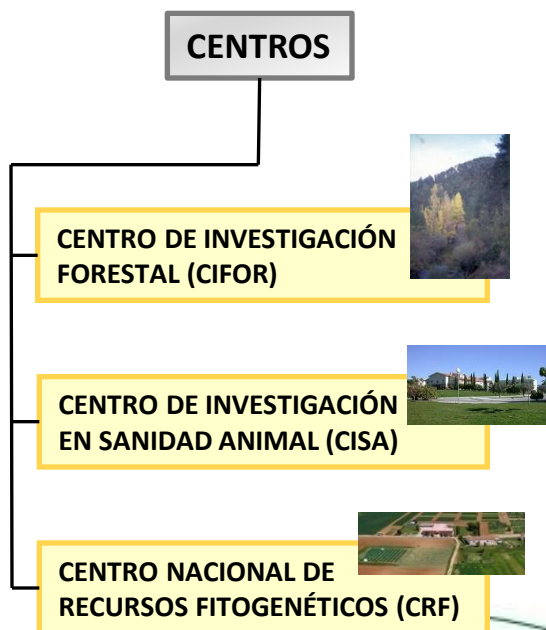 CENTROS
CENTRO DE INVESTIGACIÓN
FORESTAL (CIFOR)
CENTRO DE INVESTIGACIÓN
EN SANIDAD ANIMAL (CISA)
CENTRO NACIONAL DE
RECURSOS FITOGENÉTICOS (CRF)